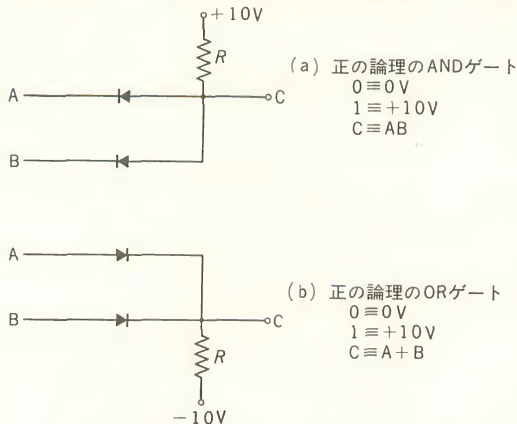 +10V
R
A
C
B
(a) 正の論理のANDゲート
0≡0V
1≡+10V
C≡AB
A
B
C
R
−10V
(b) 正の論理のORゲート
0≡0V
1≡+10V
C≡A+B